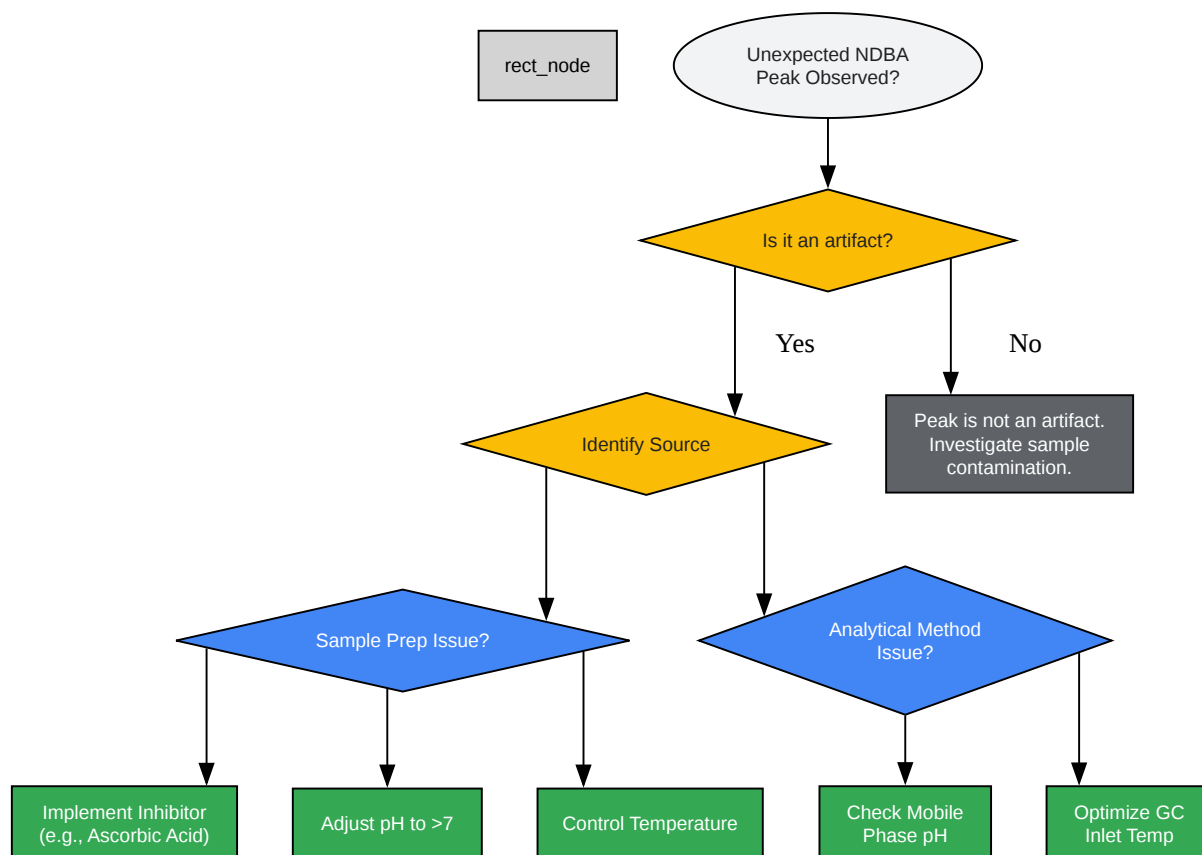 rect_node
Unexpected NDBA
Peak Observed?
Is it an artifact?
Yes
No
Peak is not an artifact.
Investigate sample
contamination.
Identify Source
Sample Prep Issue?
Analytical Method
Issue?
Implement Inhibitor
(e.g., Ascorbic Acid)
Adjust pH to >7
Control Temperature
Check Mobile
Phase pH
Optimize GC
Inlet Temp